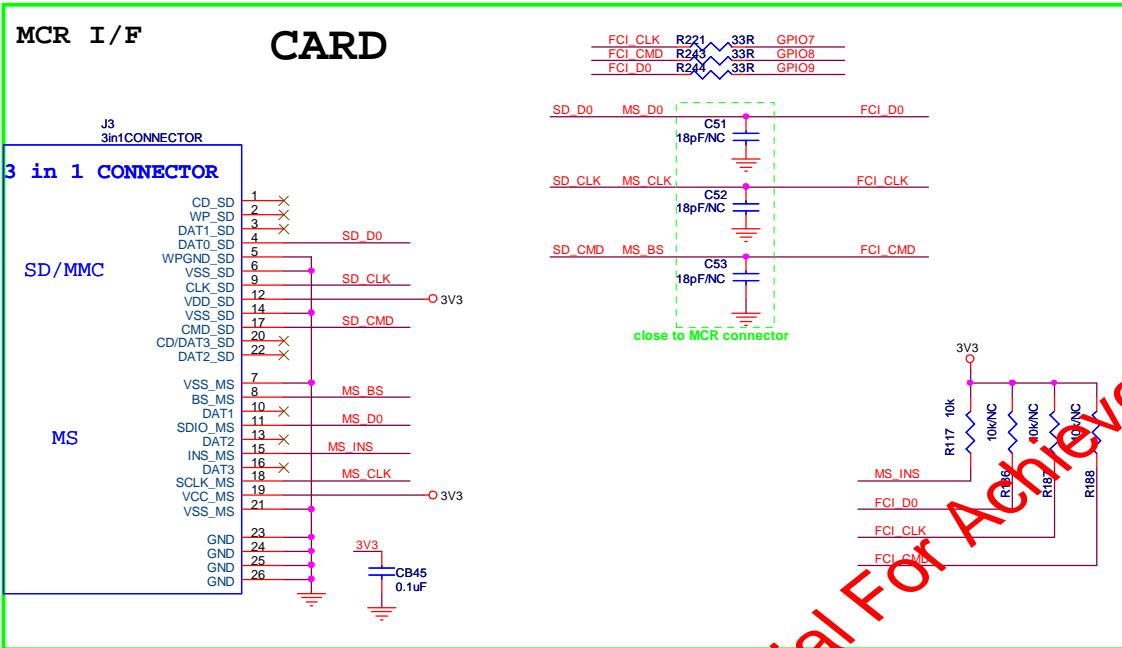 MCR I/F
CARD
FCI_CLK R221 33R GPIO7
FCI_CMD R243 33R GPIO8
FCI_D0 R244 33R GPIO9
SD_D0 MS_D0 FCI_D0
C51
18pF/NC
SD_CLK MS_CLK FCI_CLK
C52
18pF/NC
SD_CMD MS_BS FCI_CMD
C53
18pF/NC
close to MCR connector
J3
3in1CONNECTOR
3 in 1 CONNECTOR
SD/MMC
CD_SD 1
WP_SD 2
DAT1_SD 3
DAT0_SD 4 SD_D0
WPGND_SD 5
VSS_SD 6
CLK_SD 9 SD_CLK
VDD_SD 12 3V3
VSS_SD 14
CMD_SD 17 SD_CMD
CD/DAT3_SD 20
DAT2_SD 22
MS
VSS_MS 7
BS_MS 8 MS_BS
DAT1 10
SDIO_MS 11 MS_D0
DAT2 13
INS_MS 15 MS_INS
DAT3 16
SCLK_MS 18 MS_CLK
VCC_MS 19 3V3
VSS_MS 21
GND 23
GND 24
GND 25
GND 26
3V3
CB45
0.1uF
3V3
R117 10k
R186 10k/NC
R187 10k/NC
R188 10k/NC
MS_INS
FCI_D0
FCI_CLK
FCI_CMD
For